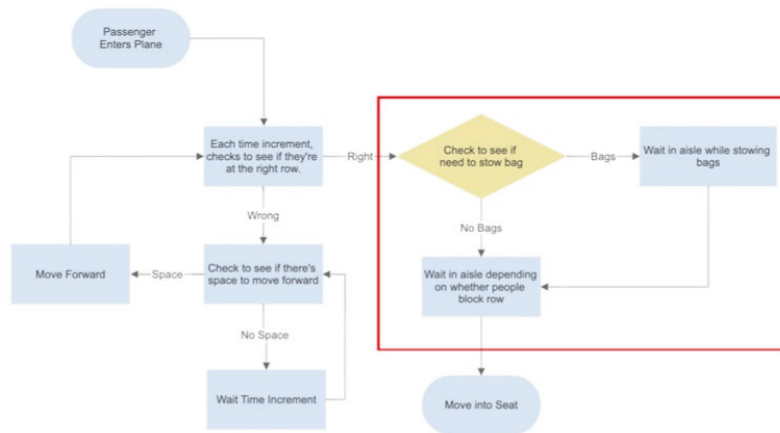 Passenger
Enters Plane
Each time increment,
checks to see if they're
at the right row.
Right
Check to see if
need to stow bag
Bags
Wait in aisle while stowing
bags
Wrong
No Bags
Move Forward
Space
Check to see if there's
space to move forward
Wait in aisle depending
on whether people
block row
No Space
Wait Time Increment
Move into Seat